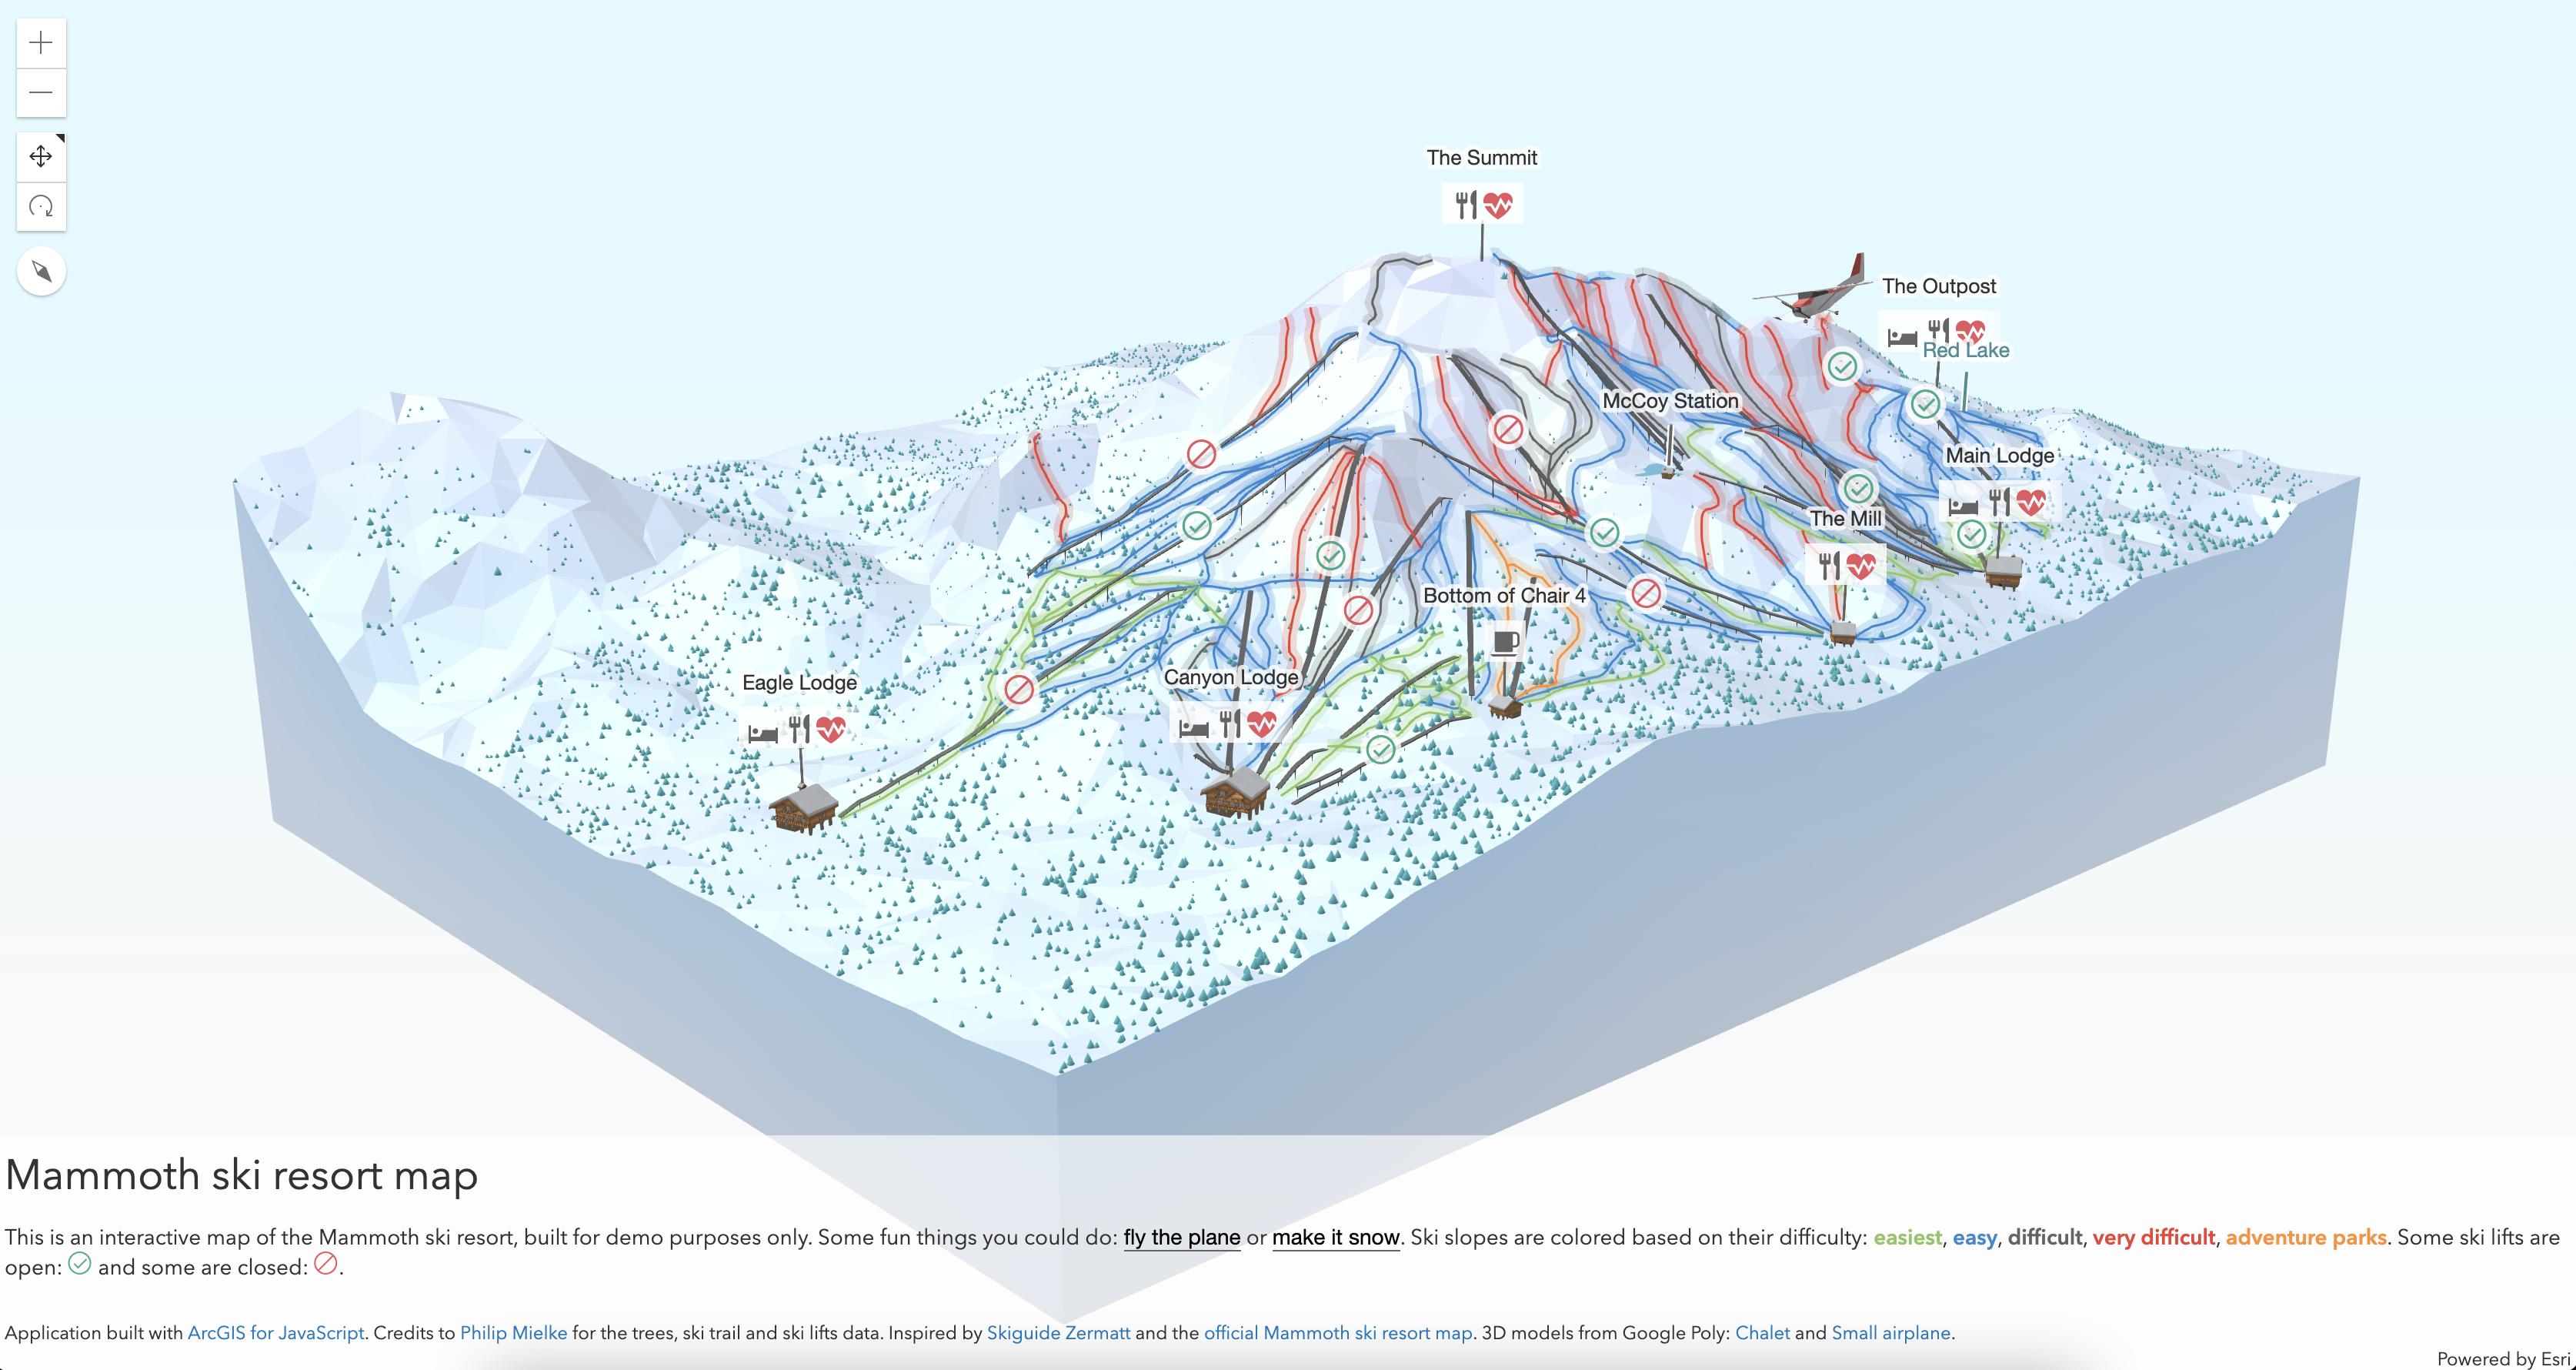 The Summit
The Outpost
Red Lake
McCoy Station
Main Lodge
The Mill
Bottom of Chair 4
Canyon Lodge
Eagle Lodge
Mammoth ski resort map
This is an interactive map of the Mammoth ski resort, built for demo purposes only. Some fun things you could do: fly the plane or make it snow. Ski slopes are colored based on their difficulty: easiest, easy, difficult, very difficult, adventure parks. Some ski lifts are
open: and some are closed: .
Application built with ArcGIS for JavaScript. Credits to Philip Mielke for the trees, ski trail and ski lifts data. Inspired by Skiguide Zermatt and the official Mammoth ski resort map. 3D models from Google Poly: Chalet and Small airplane.
Powered by Esri